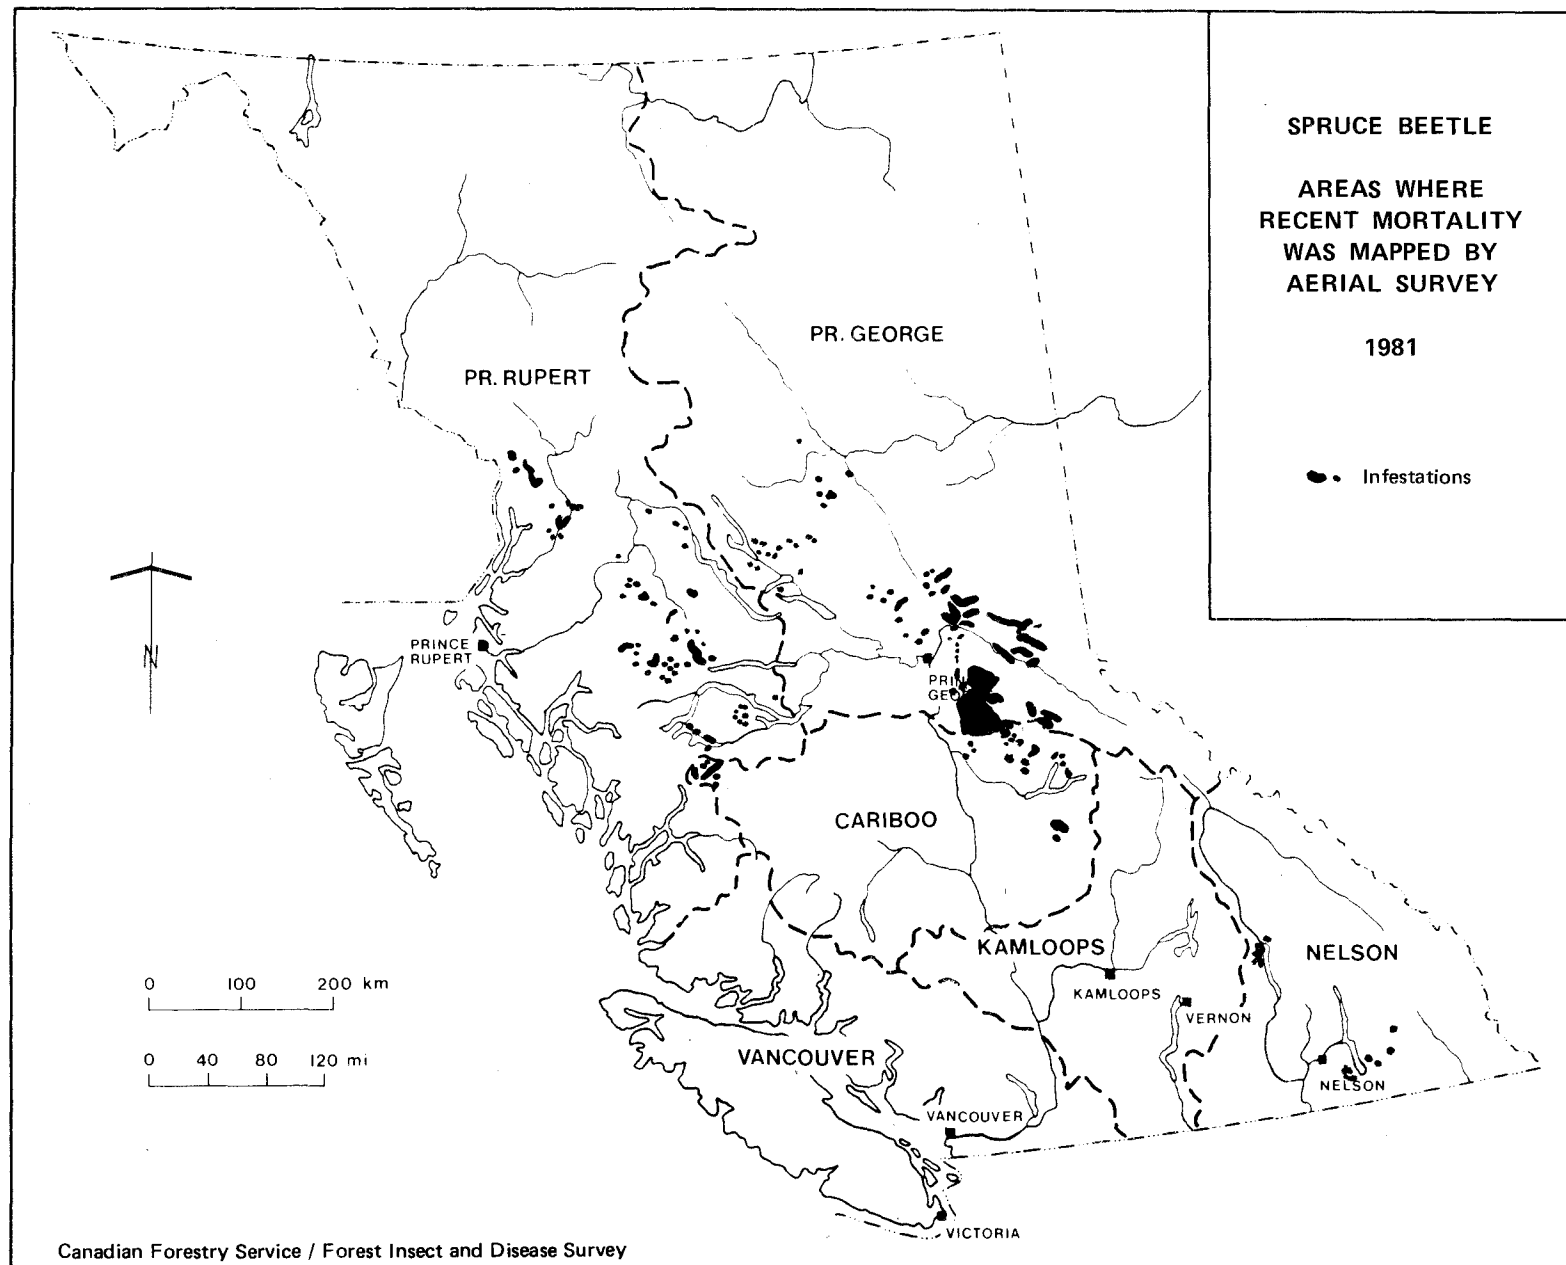 SPRUCE BEETLE
AREAS WHERE
RECENT MORTALITY
WAS MAPPED BY
AERIAL SURVEY
1981
Infestations
PR. GEORGE
PR. RUPERT
N
PRINCE
RUPERT
PRIN
GEO
CARIBOO
KAMLOOPS
NELSON
KAMLOOPS
VERNON
0 100 200 km
VANCOUVER
0 40 80 120 mi
NELSON
VANCOUVER
VICTORIA
Canadian Forestry Service / Forest Insect and Disease Survey